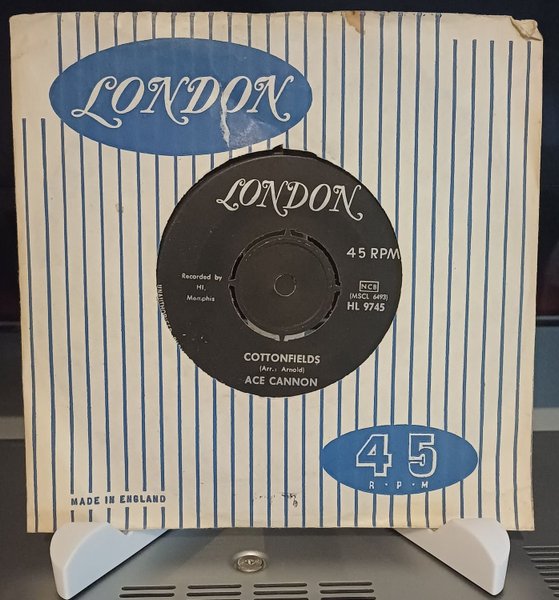 LONDON
LONDON
45 RPM
Recorded by
HI,
Memphis
NCB
(MSCL 6493)
HL 9745
COTTONFIELDS
(Arr.: Arnold)
ACE CANNON
45
R·P·M
MADE IN ENGLAND